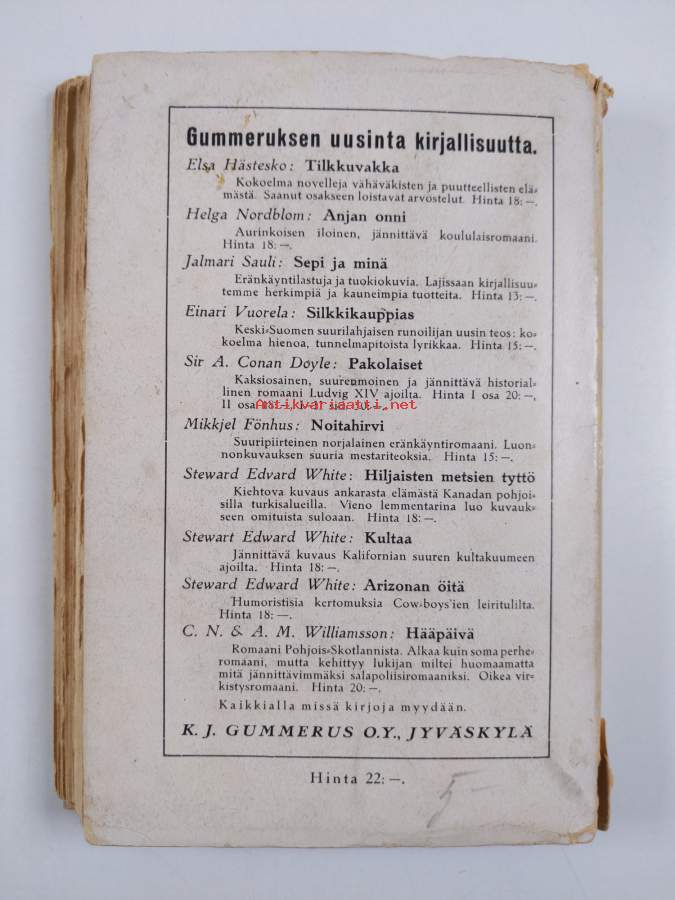 Gummeruksen uusinta kirjallisuutta.
Elsa Hästesko: Tilkkuvakka
Kokoelma novelleja vähäväkisten ja puutteellisten elä-
mästä. Saanut osakseen loistavat arvostelut. Hinta 18: —.
Helga Nordblom: Anjan onni
Aurinkoisen iloinen, jännittävä koululaisromaani.
Hinta 18: —.
Jalmari Sauli: Sepi ja minä
Eränkäyntilastuja ja tuokiokuvia. Lajissaan kirjallisuu-
temme herkimpiä ja kauneimpia tuotteita. Hinta 13: —.
Einari Vuorela: Silkkikauppias
Keski-Suomen suurilahjaisen runoilijan uusin teos: ko-
koelma hienoa, tunnelmapitoista lyrikkaa. Hinta 15: —.
Sir A. Conan Doyle: Pakolaiset
Kaksiosainen, suurenmoinen ja jännittävä historial-
linen romaani Ludvig XIV ajoilta. Hinta I osa 20: —,
II osa
Antikvariaatti.net
Mikkjel Fönhus: Noitahirvi
Suuripiirteinen norjalainen eränkäyntiromaani. Luon-
nonkuvauksen suuria mestariteoksia. Hinta 15: —.
Steward Edvard White: Hiljaisten metsien tyttö
Kiehtova kuvaus ankarasta elämästä Kanadan pohjoi-
silla turkisalueilla. Vieno lemmentarina luo kuvauk-
seen omituista suloaan. Hinta 18: —.
Stewart Edward White: Kultaa
Jännittävä kuvaus Kalifornian suuren kultakuumeen
ajoilta. Hinta 18: —.
Steward Edward White: Arizonan öitä
Humoristisia kertomuksia Cow-boys'ien leiritulilta.
Hinta 18: —.
C. N. & A. M. Williamsson: Hääpäivä
Romaani Pohjois-Skotlannista. Alkaa kuin soma perhe-
romaani, mutta kehittyy lukijan miltei huomaamatta
mitä jännittävimmäksi salapoliisiromaaniksi. Oikea vir-
kistysromaani. Hinta 20: —.
Kaikkialla missä kirjoja myydään.
K. J. GUMMERUS O.Y., JYVÄSKYLÄ
Hinta 22: —.
5-